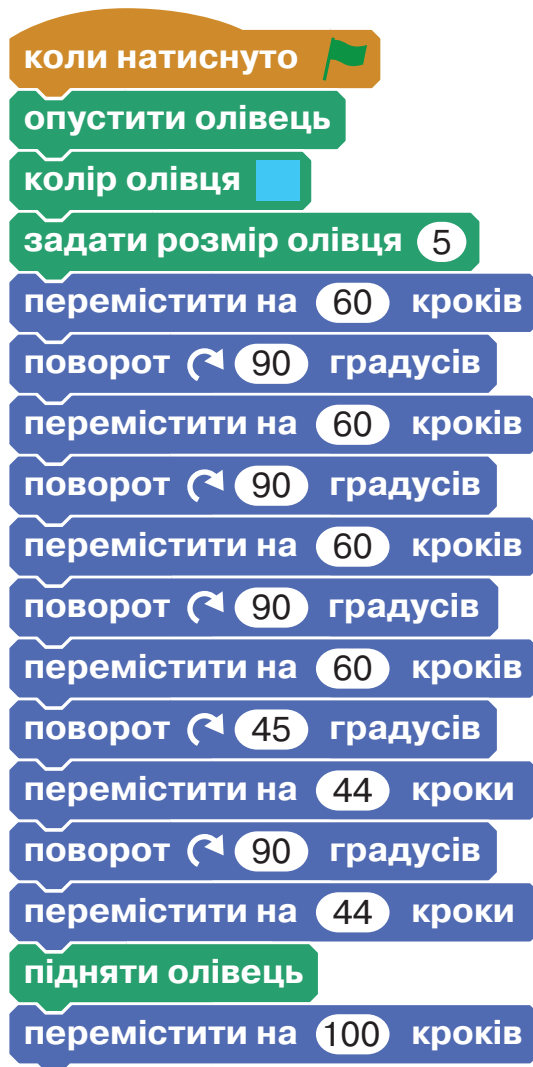 коли натиснуто
опустити олівець
колір олівця
задати розмір олівця 5
перемістити на 60 кроків
поворот 90 градусів
перемістити на 60 кроків
поворот 90 градусів
перемістити на 60 кроків
поворот 90 градусів
перемістити на 60 кроків
поворот 45 градусів
перемістити на 44 кроки
поворот 90 градусів
перемістити на 44 кроки
підняти олівець
перемістити на 100 кроків